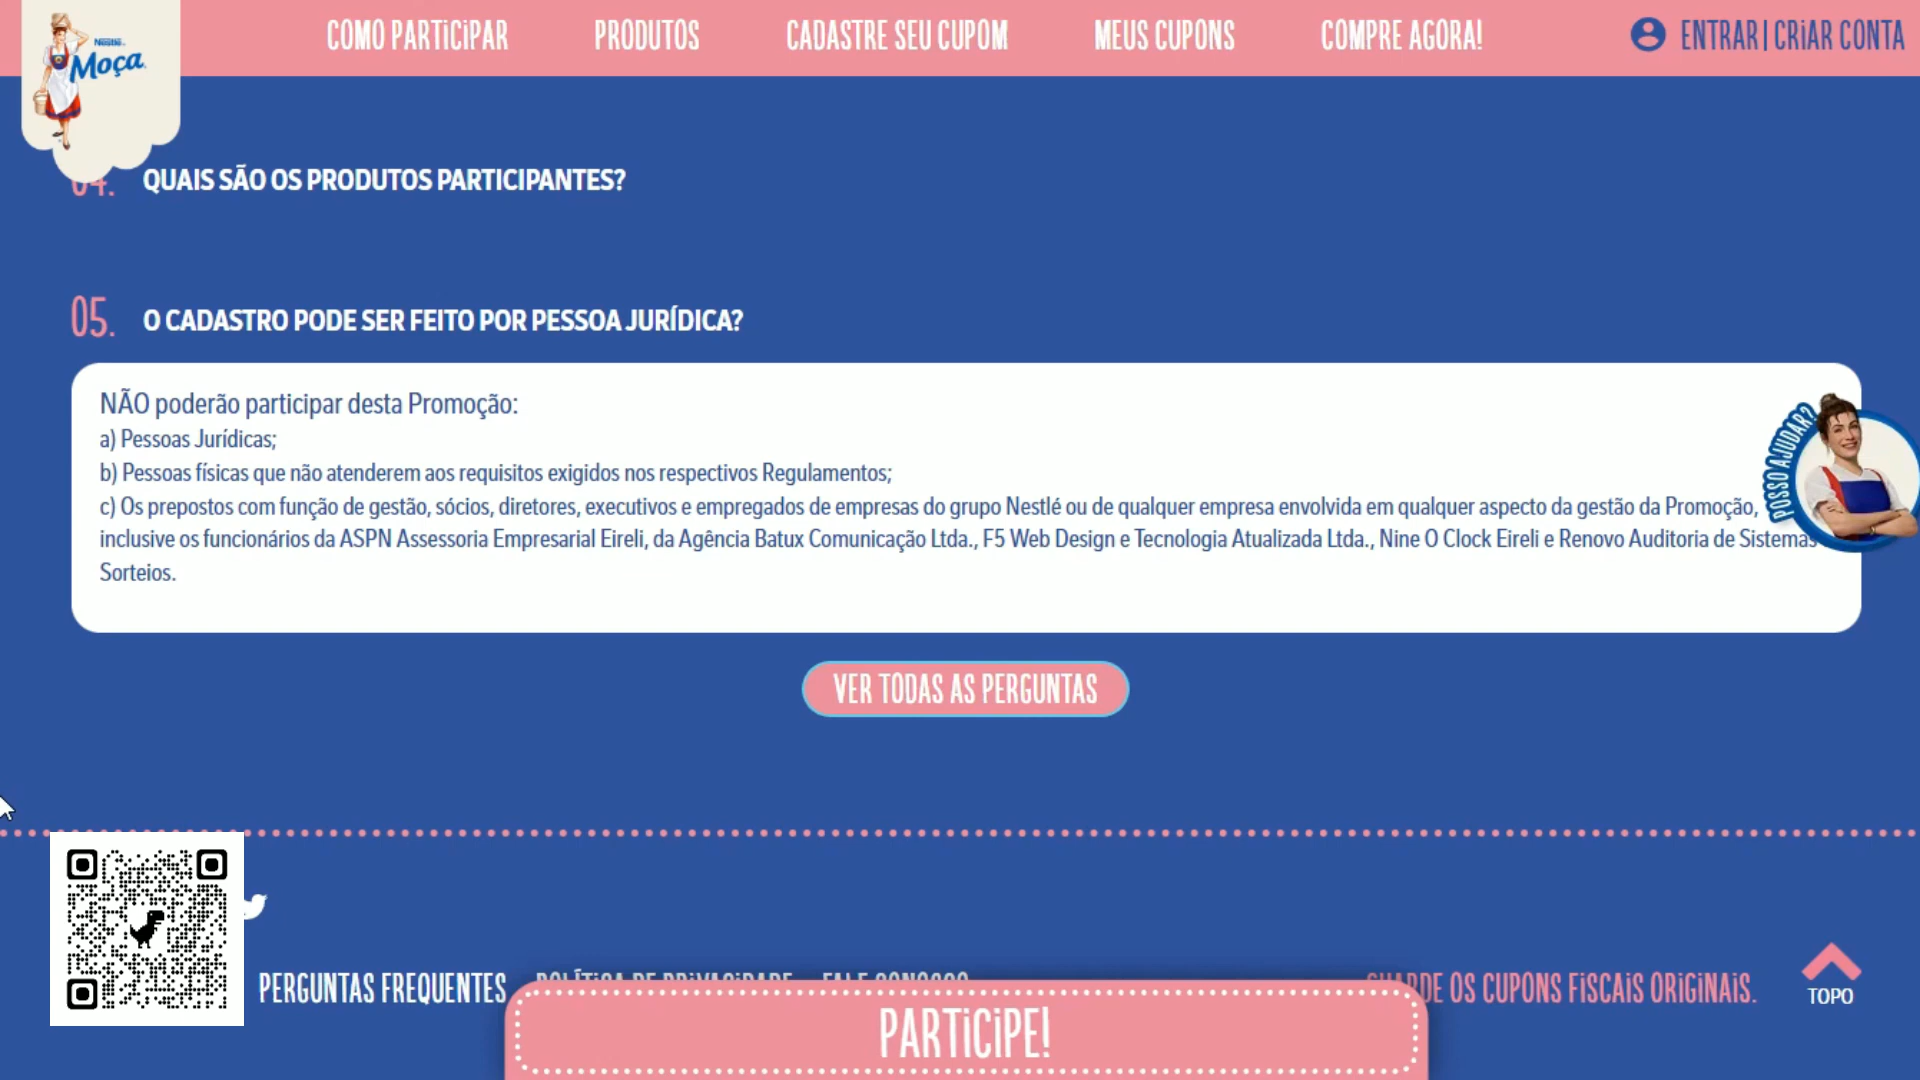 Nestlé
Moça
COMO PARTICIPAR
PRODUTOS
CADASTRE SEU CUPOM
MEUS CUPONS
COMPRE AGORA!
ENTRAR | CRIAR CONTA
04. QUAIS SÃO OS PRODUTOS PARTICIPANTES?
05. O CADASTRO PODE SER FEITO POR PESSOA JURÍDICA?
NÃO poderão participar desta Promoção:
a) Pessoas Jurídicas;
b) Pessoas físicas que não atenderem aos requisitos exigidos nos respectivos Regulamentos;
c) Os prepostos com função de gestão, sócios, diretores, executivos e empregados de empresas do grupo Nestlé ou de qualquer empresa envolvida em qualquer aspecto da gestão da Promoção,
inclusive os funcionários da ASPN Assessoria Empresarial Eireli, da Agência Batux Comunicação Ltda., F5 Web Design e Tecnologia Atualizada Ltda., Nine O Clock Eireli e Renovo Auditoria de Sistemas
Sorteios.
POSSO AJUDAR?
VER TODAS AS PERGUNTAS
PERGUNTAS FREQUENTES
POLÍTICA DE PRIVACIDADE
FALE CONOSCO
GUARDE OS CUPONS FISCAIS ORIGINAIS.
TOPO
PARTICIPE!